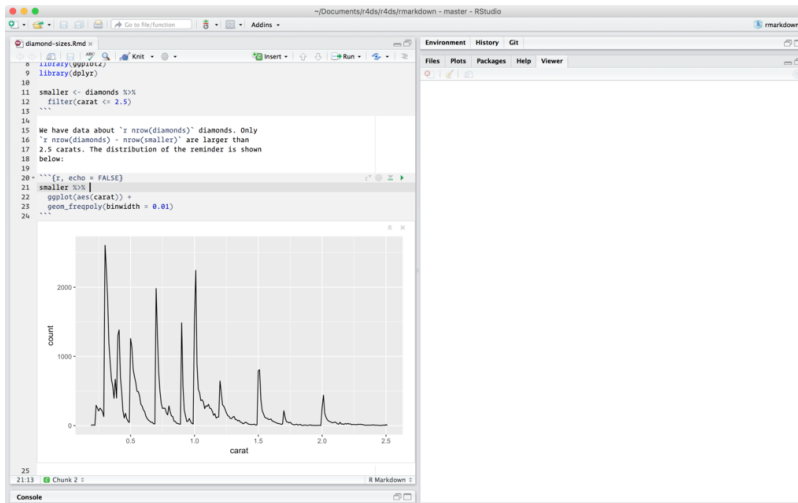 ~/Documents/r4ds/r4ds/rmarkdown - master - RStudio
Go to file/function
Addins
rmarkdown
diamond-sizes.Rmd
Environment History Git
Knit
Insert
Run
Files Plots Packages Help Viewer
8 library(ggplot2)
9 library(dplyr)
10
11 smaller <- diamonds %>%
12 filter(carat <= 2.5)
13 ```
14
15 We have data about `r nrow(diamonds)` diamonds. Only
16 `r nrow(diamonds) - nrow(smaller)` are larger than
17 2.5 carats. The distribution of the reminder is shown
18 below:
19
20 ```{r, echo = FALSE}
21 smaller %>%
22 ggplot(aes(carat)) +
23 geom_freqpoly(binwidth = 0.01)
24 ```
2000
count
1000
0
0.5 1.0 1.5 2.0 2.5
carat
25
21:13 Chunk 2 R Markdown
Console